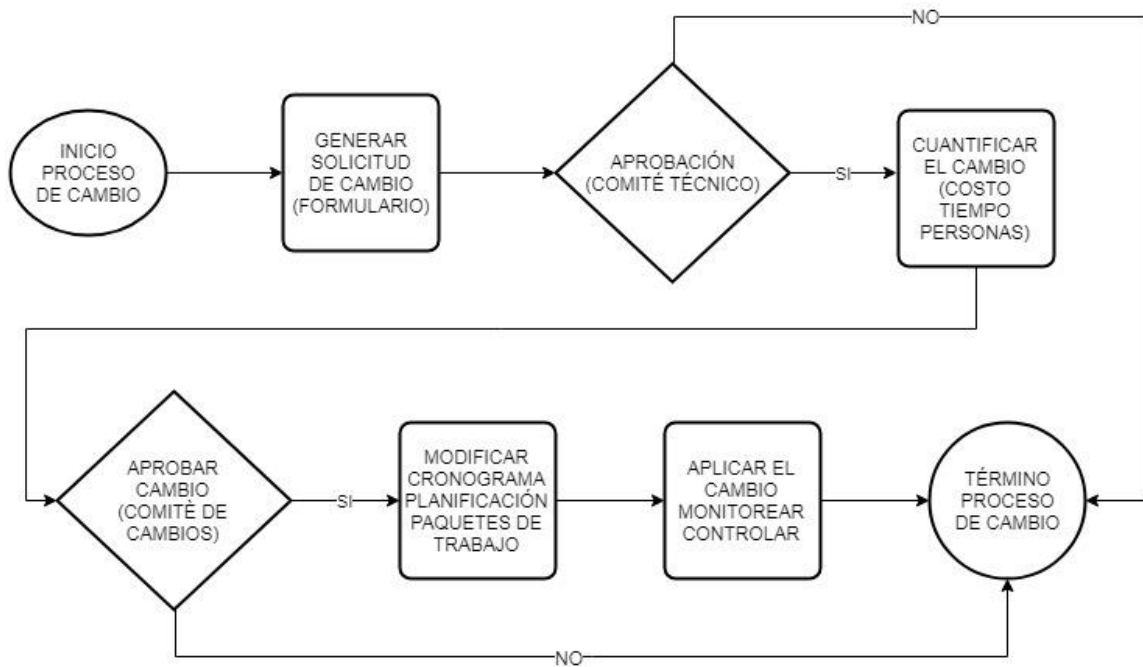 NO
INICIO
PROCESO
DE CAMBIO
GENERAR
SOLICITUD
DE CAMBIO
(FORMULARIO)
APROBACIÓN
(COMITÉ TÉCNICO)
SI
CUANTIFICAR
EL CAMBIO
(COSTO
TIEMPO
PERSONAS)
APROBAR
CAMBIO
(COMITÈ DE
CAMBIOS)
SI
MODIFICAR
CRONOGRAMA
PLANIFICACIÓN
PAQUETES DE
TRABAJO
APLICAR EL
CAMBIO
MONITOREAR
CONTROLAR
TÉRMINO
PROCESO
DE CAMBIO
NO